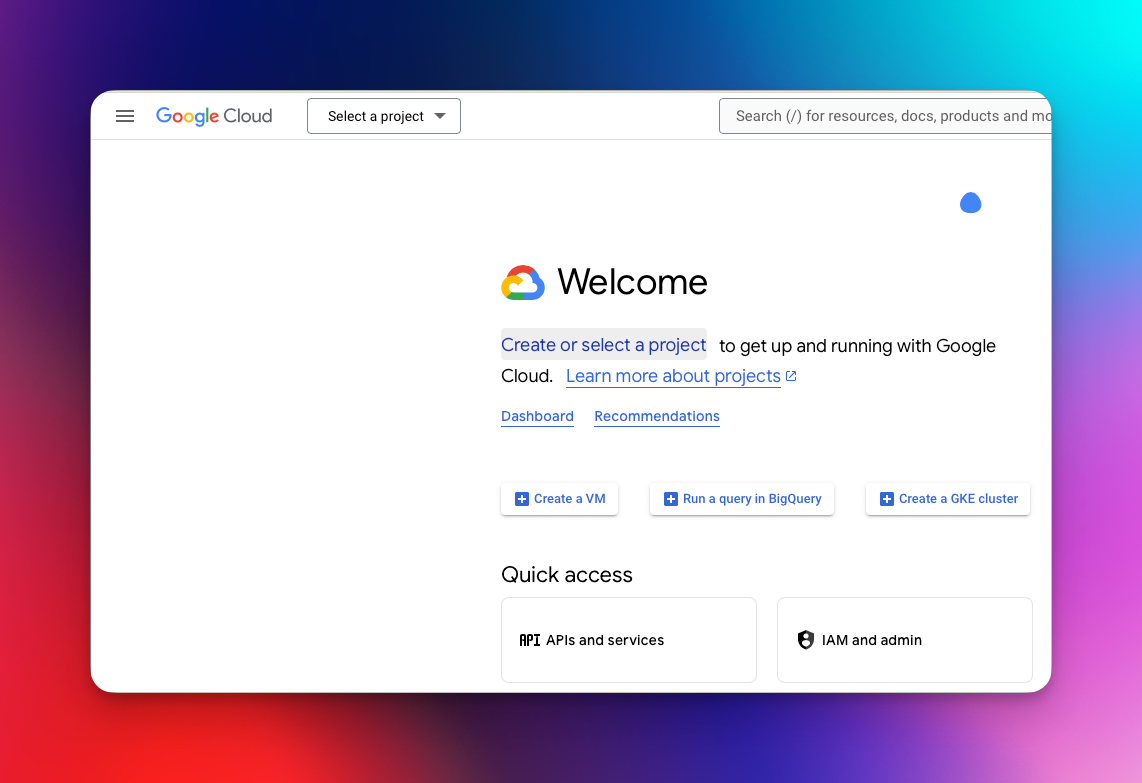 Google Cloud
Select a project
Search (/) for resources, docs, products and mo
Welcome
Create or select a project to get up and running with Google
Cloud. Learn more about projects
Dashboard Recommendations
Create a VM Run a query in BigQuery Create a GKE cluster
Quick access
API APIs and services IAM and admin